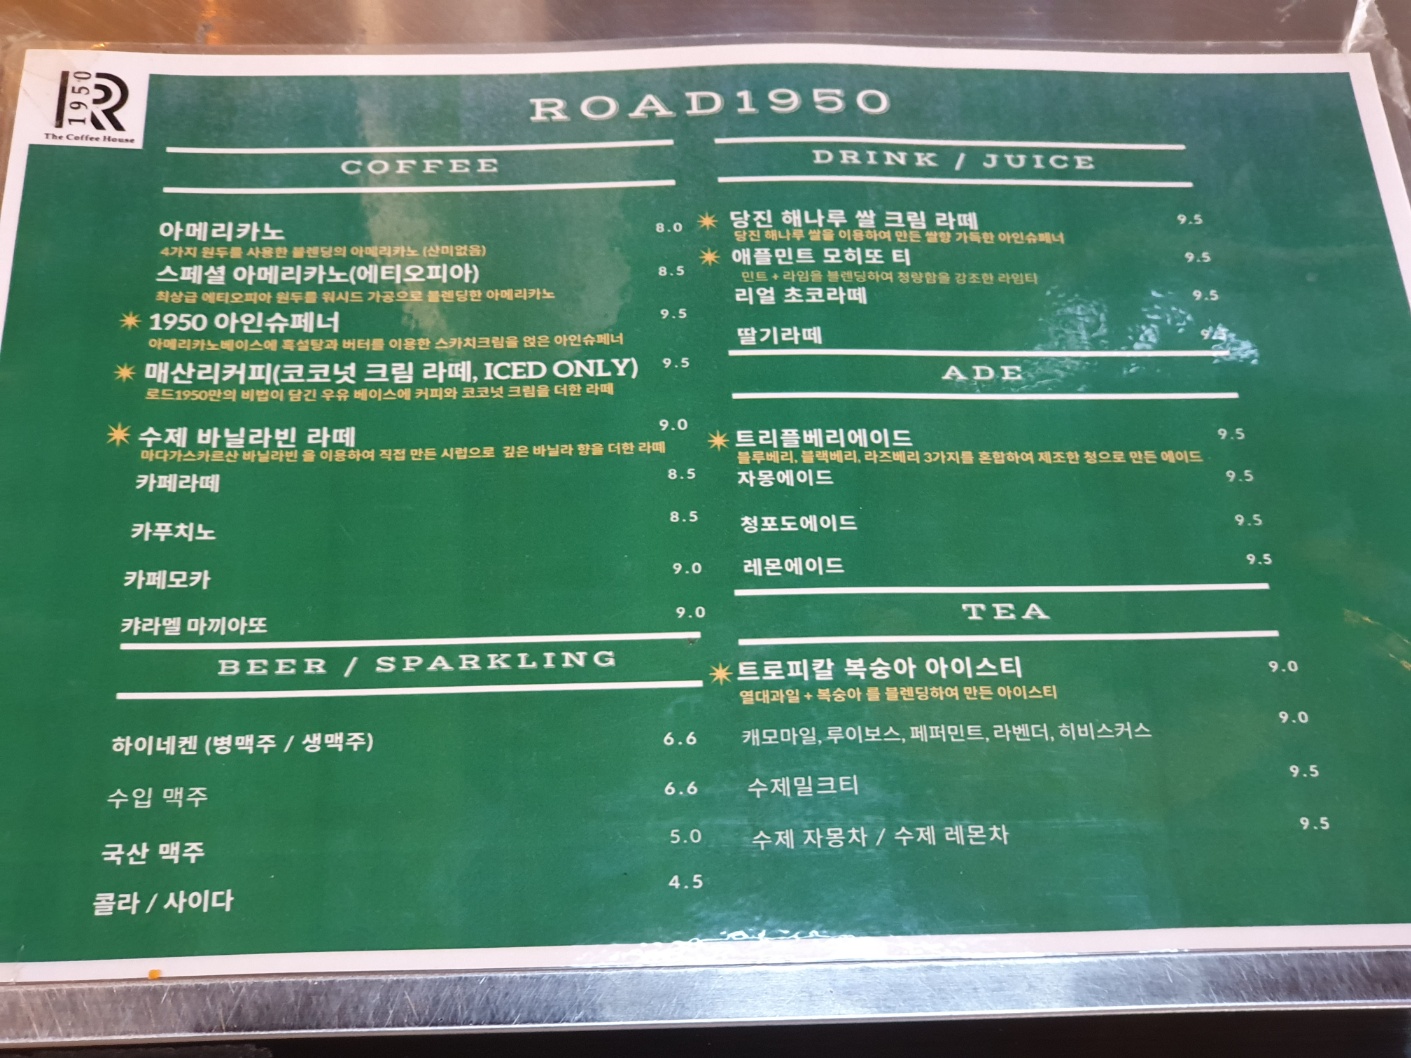 R 1950
The Coffee House
ROAD1950
COFFEE
아메리카노 8.0
4가지 원두를 사용한 블렌딩의 아메리카노 (산미없음)
스페셜 아메리카노(에티오피아) 8.5
최상급 에티오피아 원두를 워시드 가공으로 블렌딩한 아메리카노
1950 아인슈페너 9.5
아메리카노베이스에 흑설탕과 버터를 이용한 스카치크림을 얹은 아인슈페너
매산리커피(코코넛 크림 라떼, ICED ONLY) 9.5
로드1950만의 비법이 담긴 우유 베이스에 커피와 코코넛 크림을 더한 라떼
수제 바닐라빈 라떼 9.0
마다가스카르산 바닐라빈 을 이용하여 직접 만든 시럽으로 깊은 바닐라 향을 더한 라떼
카페라떼 8.5
카푸치노 8.5
카페모카 9.0
캬라멜 마끼아또 9.0
BEER / SPARKLING
하이네켄 (병맥주 / 생맥주) 6.6
수입 맥주 6.6
국산 맥주 5.0
콜라 / 사이다 4.5
DRINK / JUICE
당진 해나루 쌀 크림 라떼 9.5
당진 해나루 쌀을 이용하여 만든 쌀향 가득한 아인슈페너
애플민트 모히또 티 9.5
민트 + 라임을 블렌딩하여 청량함을 강조한 라임티
리얼 초코라떼 9.5
딸기라떼
ADE
트리플베리에이드 9.5
블루베리, 블랙베리, 라즈베리 3가지를 혼합하여 제조한 청으로 만든 에이드
자몽에이드 9.5
청포도에이드 9.5
레몬에이드 9.5
TEA
트로피칼 복숭아 아이스티 9.0
열대과일 + 복숭아 를 블렌딩하여 만든 아이스티
캐모마일, 루이보스, 페퍼민트, 라벤더, 히비스커스 9.0
수제밀크티 9.5
수제 자몽차 / 수제 레몬차 9.5